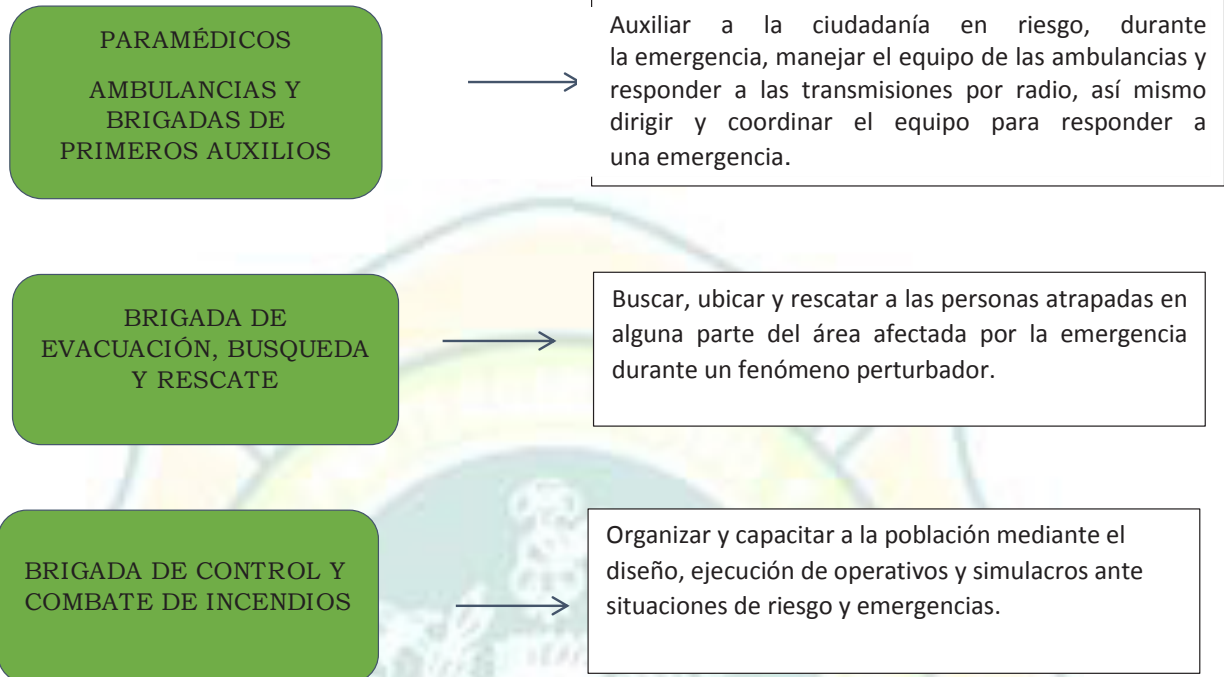 PARAMÉDICOS
AMBULANCIAS Y
BRIGADAS DE
PRIMEROS AUXILIOS
Auxiliar a la ciudadanía en riesgo, durante
la emergencia, manejar el equipo de las ambulancias y
responder a las transmisiones por radio, así mismo
dirigir y coordinar el equipo para responder a
una emergencia.
BRIGADA DE
EVACUACIÓN, BUSQUEDA
Y RESCATE
Buscar, ubicar y rescatar a las personas atrapadas en
alguna parte del área afectada por la emergencia
durante un fenómeno perturbador.
BRIGADA DE CONTROL Y
COMBATE DE INCENDIOS
Organizar y capacitar a la población mediante el
diseño, ejecución de operativos y simulacros ante
situaciones de riesgo y emergencias.